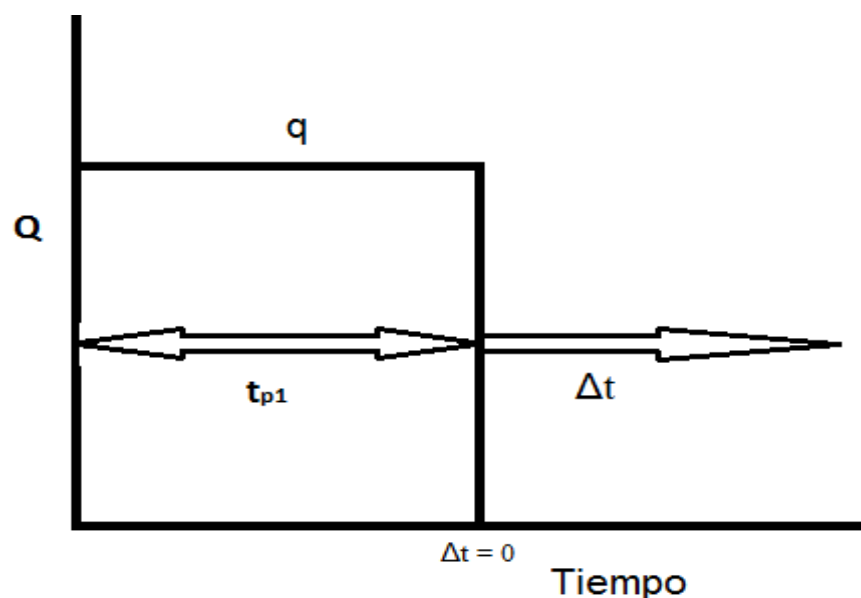 q
Q
tp1
Δt
Δt = 0
Tiempo